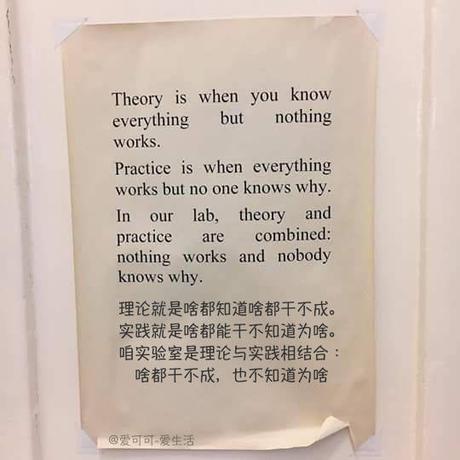 Theory is when you know
everything but nothing
works.
Practice is when everything
works but no one knows why.
In our lab, theory and
practice are combined:
nothing works and nobody
knows why.
理论就是啥都知道啥都干不成。
实践就是啥都能干不知道为啥。
咱实验室是理论与实践相结合：
啥都干不成，也不知道为啥
@爱可可-爱生活